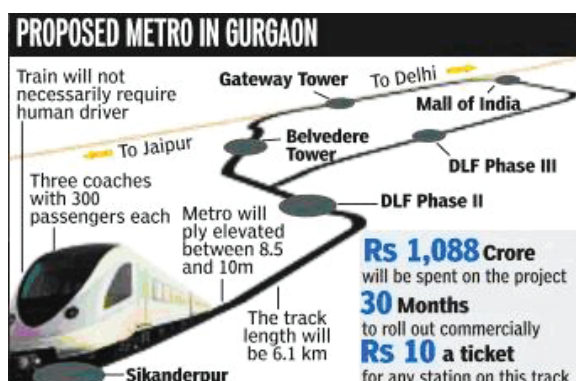 PROPOSED METRO IN GURGAON
Train will not
necessarily require
human driver
Gateway Tower
To Delhi
Mall of India
To Jaipur
Belvedere
Tower
DLF Phase III
Three coaches
with 300
passengers each
DLF Phase II
Metro will
ply elevated
between 8.5
and 10m
The track
length will
be 6.1 km
Sikanderpur
Rs 1,088 Crore
will be spent on the project
30 Months
to roll out commercially
Rs 10 a ticket
for any station on this track